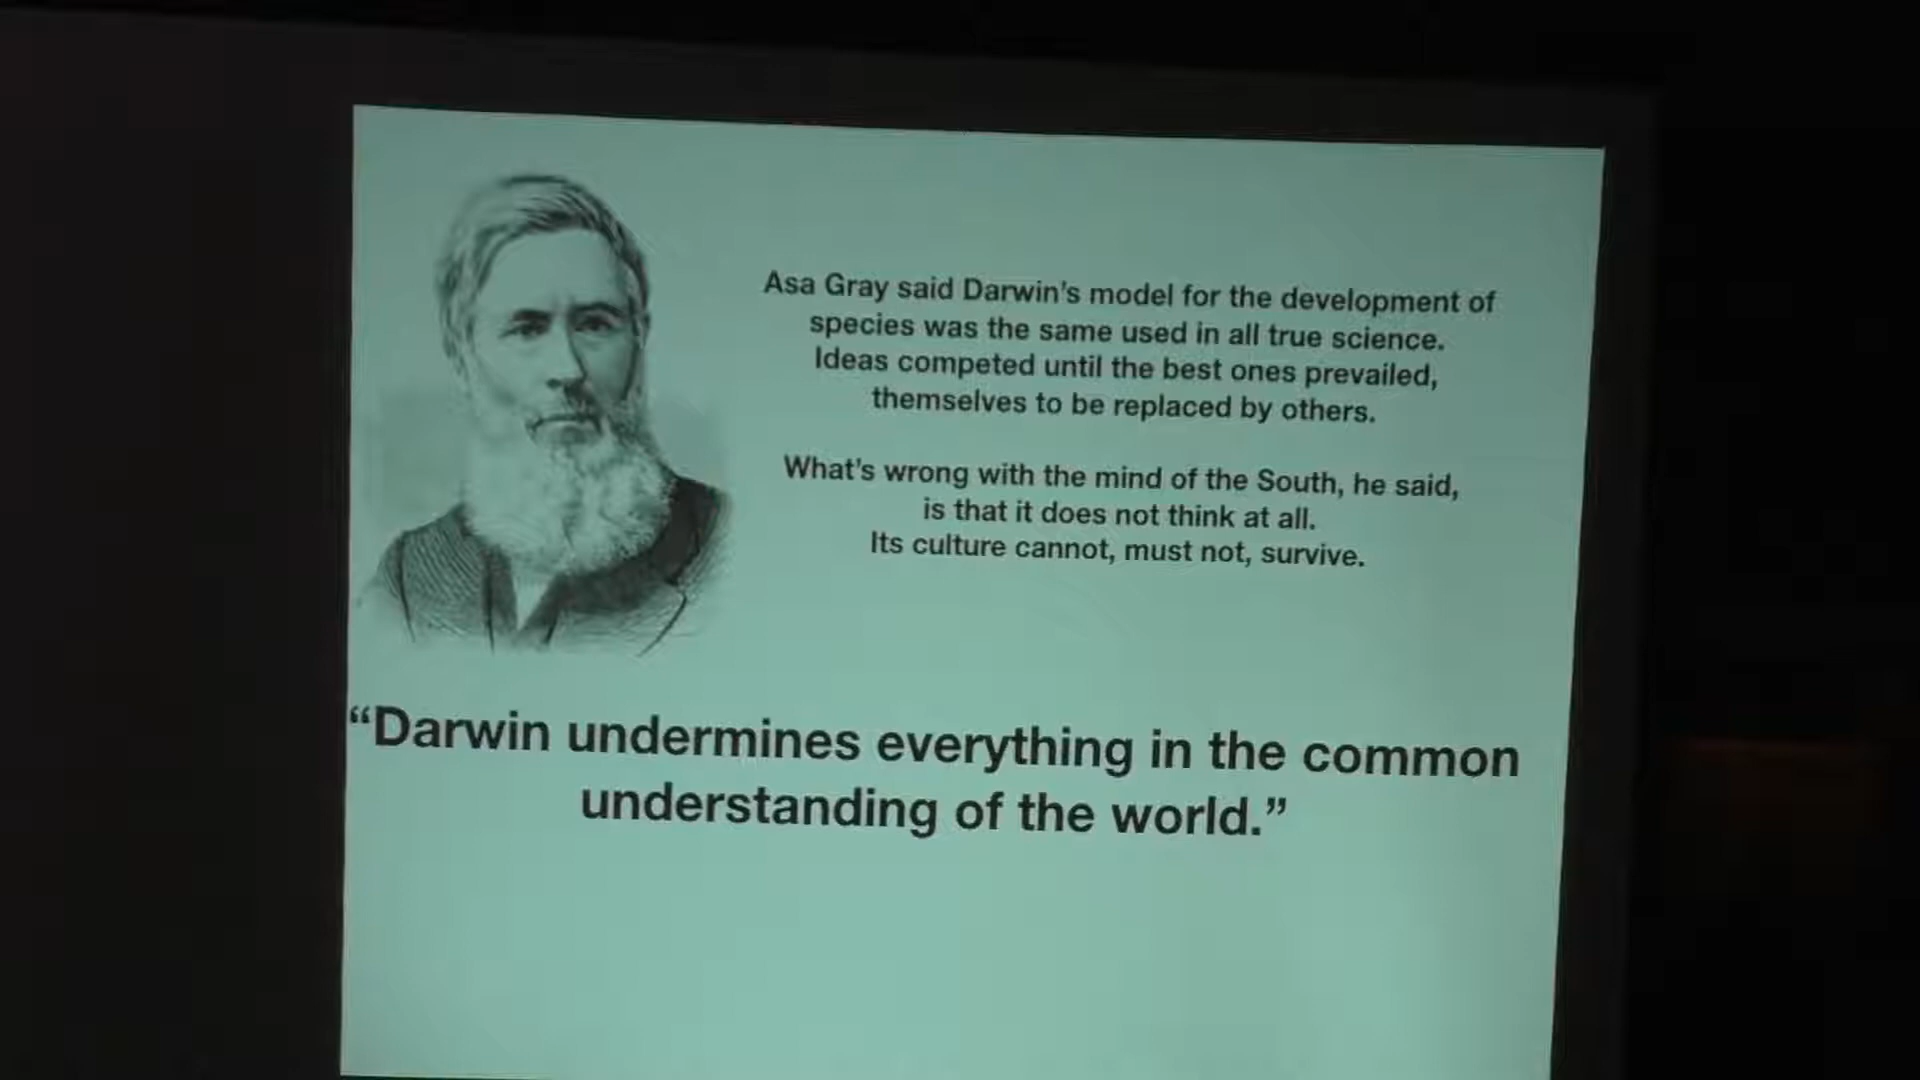 Asa Gray said Darwin's model for the development of
species was the same used in all true science.
Ideas competed until the best ones prevailed,
themselves to be replaced by others.
What's wrong with the mind of the South, he said,
is that it does not think at all.
Its culture cannot, must not, survive.
“Darwin undermines everything in the common
understanding of the world.”